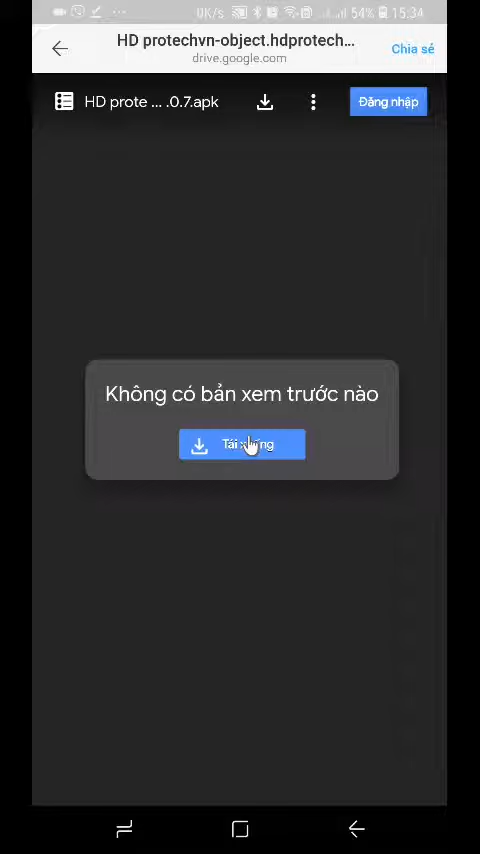 0K/s 54% 15:34
HD protechvn-object.hdprotech...
drive.google.com
Chia sẻ
HD prote ... .0.7.apk
Đăng nhập
Không có bản xem trước nào
Tải xuống